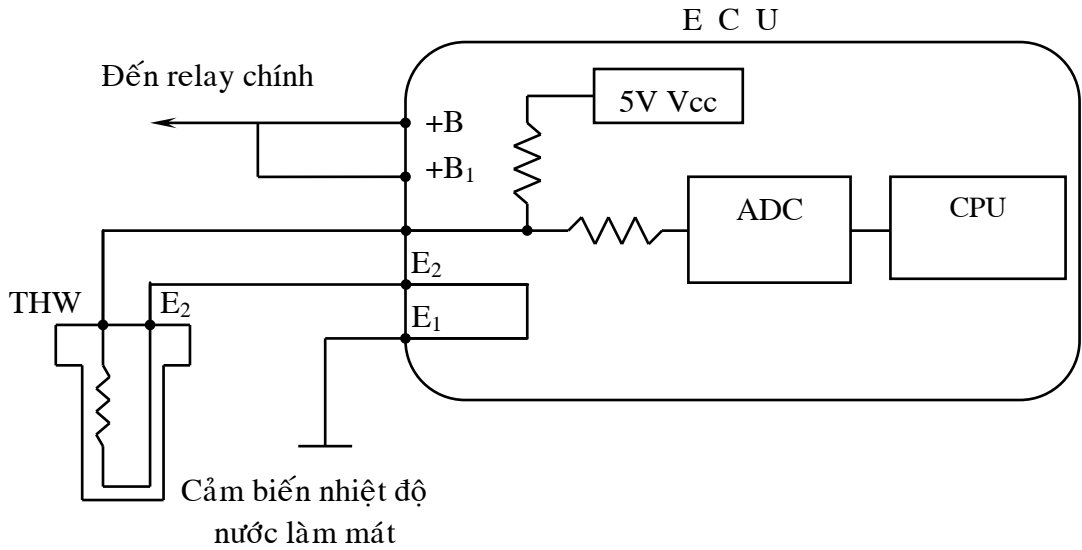 E C U
Đến relay chính
5V Vcc
+B
+B₁
ADC
CPU
E₂
THW
E₂
E₁
Cảm biến nhiệt độ
nước làm mát